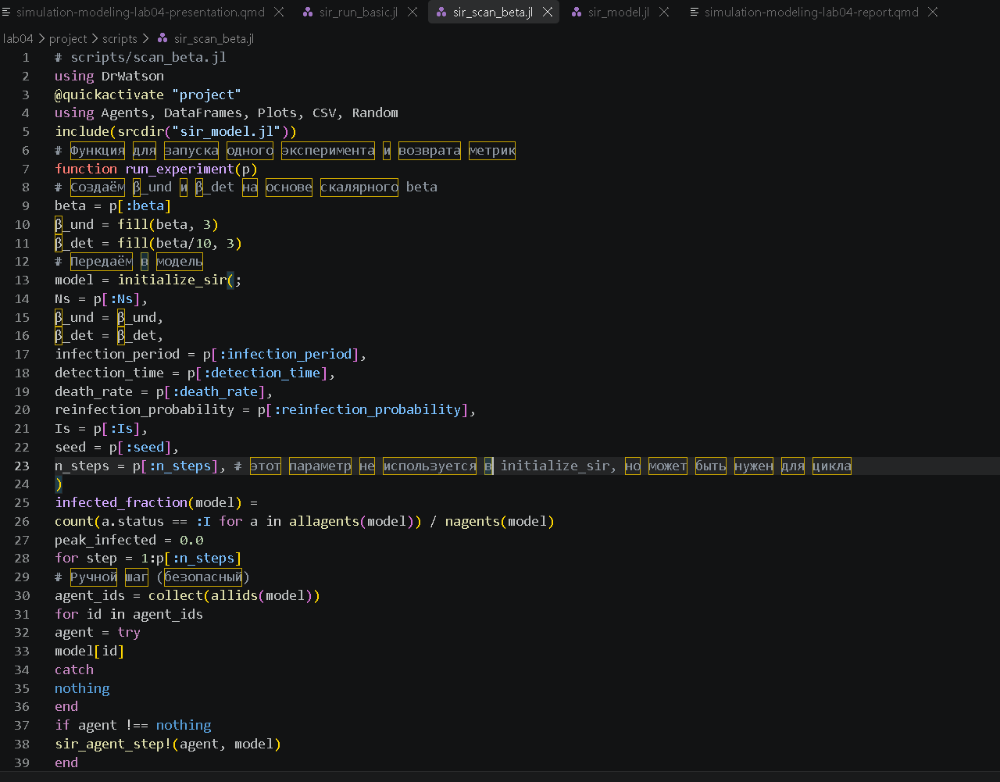 simulation-modeling-lab04-presentation.qmd sir_run_basic.jl sir_scan_beta.jl sir_model.jl simulation-modeling-lab04-report.qmd
lab04 > project > scripts > sir_scan_beta.jl
1 # scripts/scan_beta.jl
2 using DrWatson
3 @quickactivate "project"
4 using Agents, DataFrames, Plots, CSV, Random
5 include(srcdir("sir_model.jl"))
6 # Функция для запуска одного эксперимента и возврата метрик
7 function run_experiment(p)
8 # Создаём β_und и β_det на основе скалярного beta
9 beta = p[:beta]
10 β_und = fill(beta, 3)
11 β_det = fill(beta/10, 3)
12 # Передаём в модель
13 model = initialize_sir(;
14 Ns = p[:Ns],
15 β_und = β_und,
16 β_det = β_det,
17 infection_period = p[:infection_period],
18 detection_time = p[:detection_time],
19 death_rate = p[:death_rate],
20 reinfection_probability = p[:reinfection_probability],
21 Is = p[:Is],
22 seed = p[:seed],
23 n_steps = p[:n_steps], # этот параметр не используется в initialize_sir, но может быть нужен для цикла
24 )
25 infected_fraction(model) =
26 count(a.status == :I for a in allagents(model)) / nagents(model)
27 peak_infected = 0.0
28 for step = 1:p[:n_steps]
29 # Ручной шаг (безопасный)
30 agent_ids = collect(allids(model))
31 for id in agent_ids
32 agent = try
33 model[id]
34 catch
35 nothing
36 end
37 if agent !== nothing
38 sir_agent_step!(agent, model)
39 end